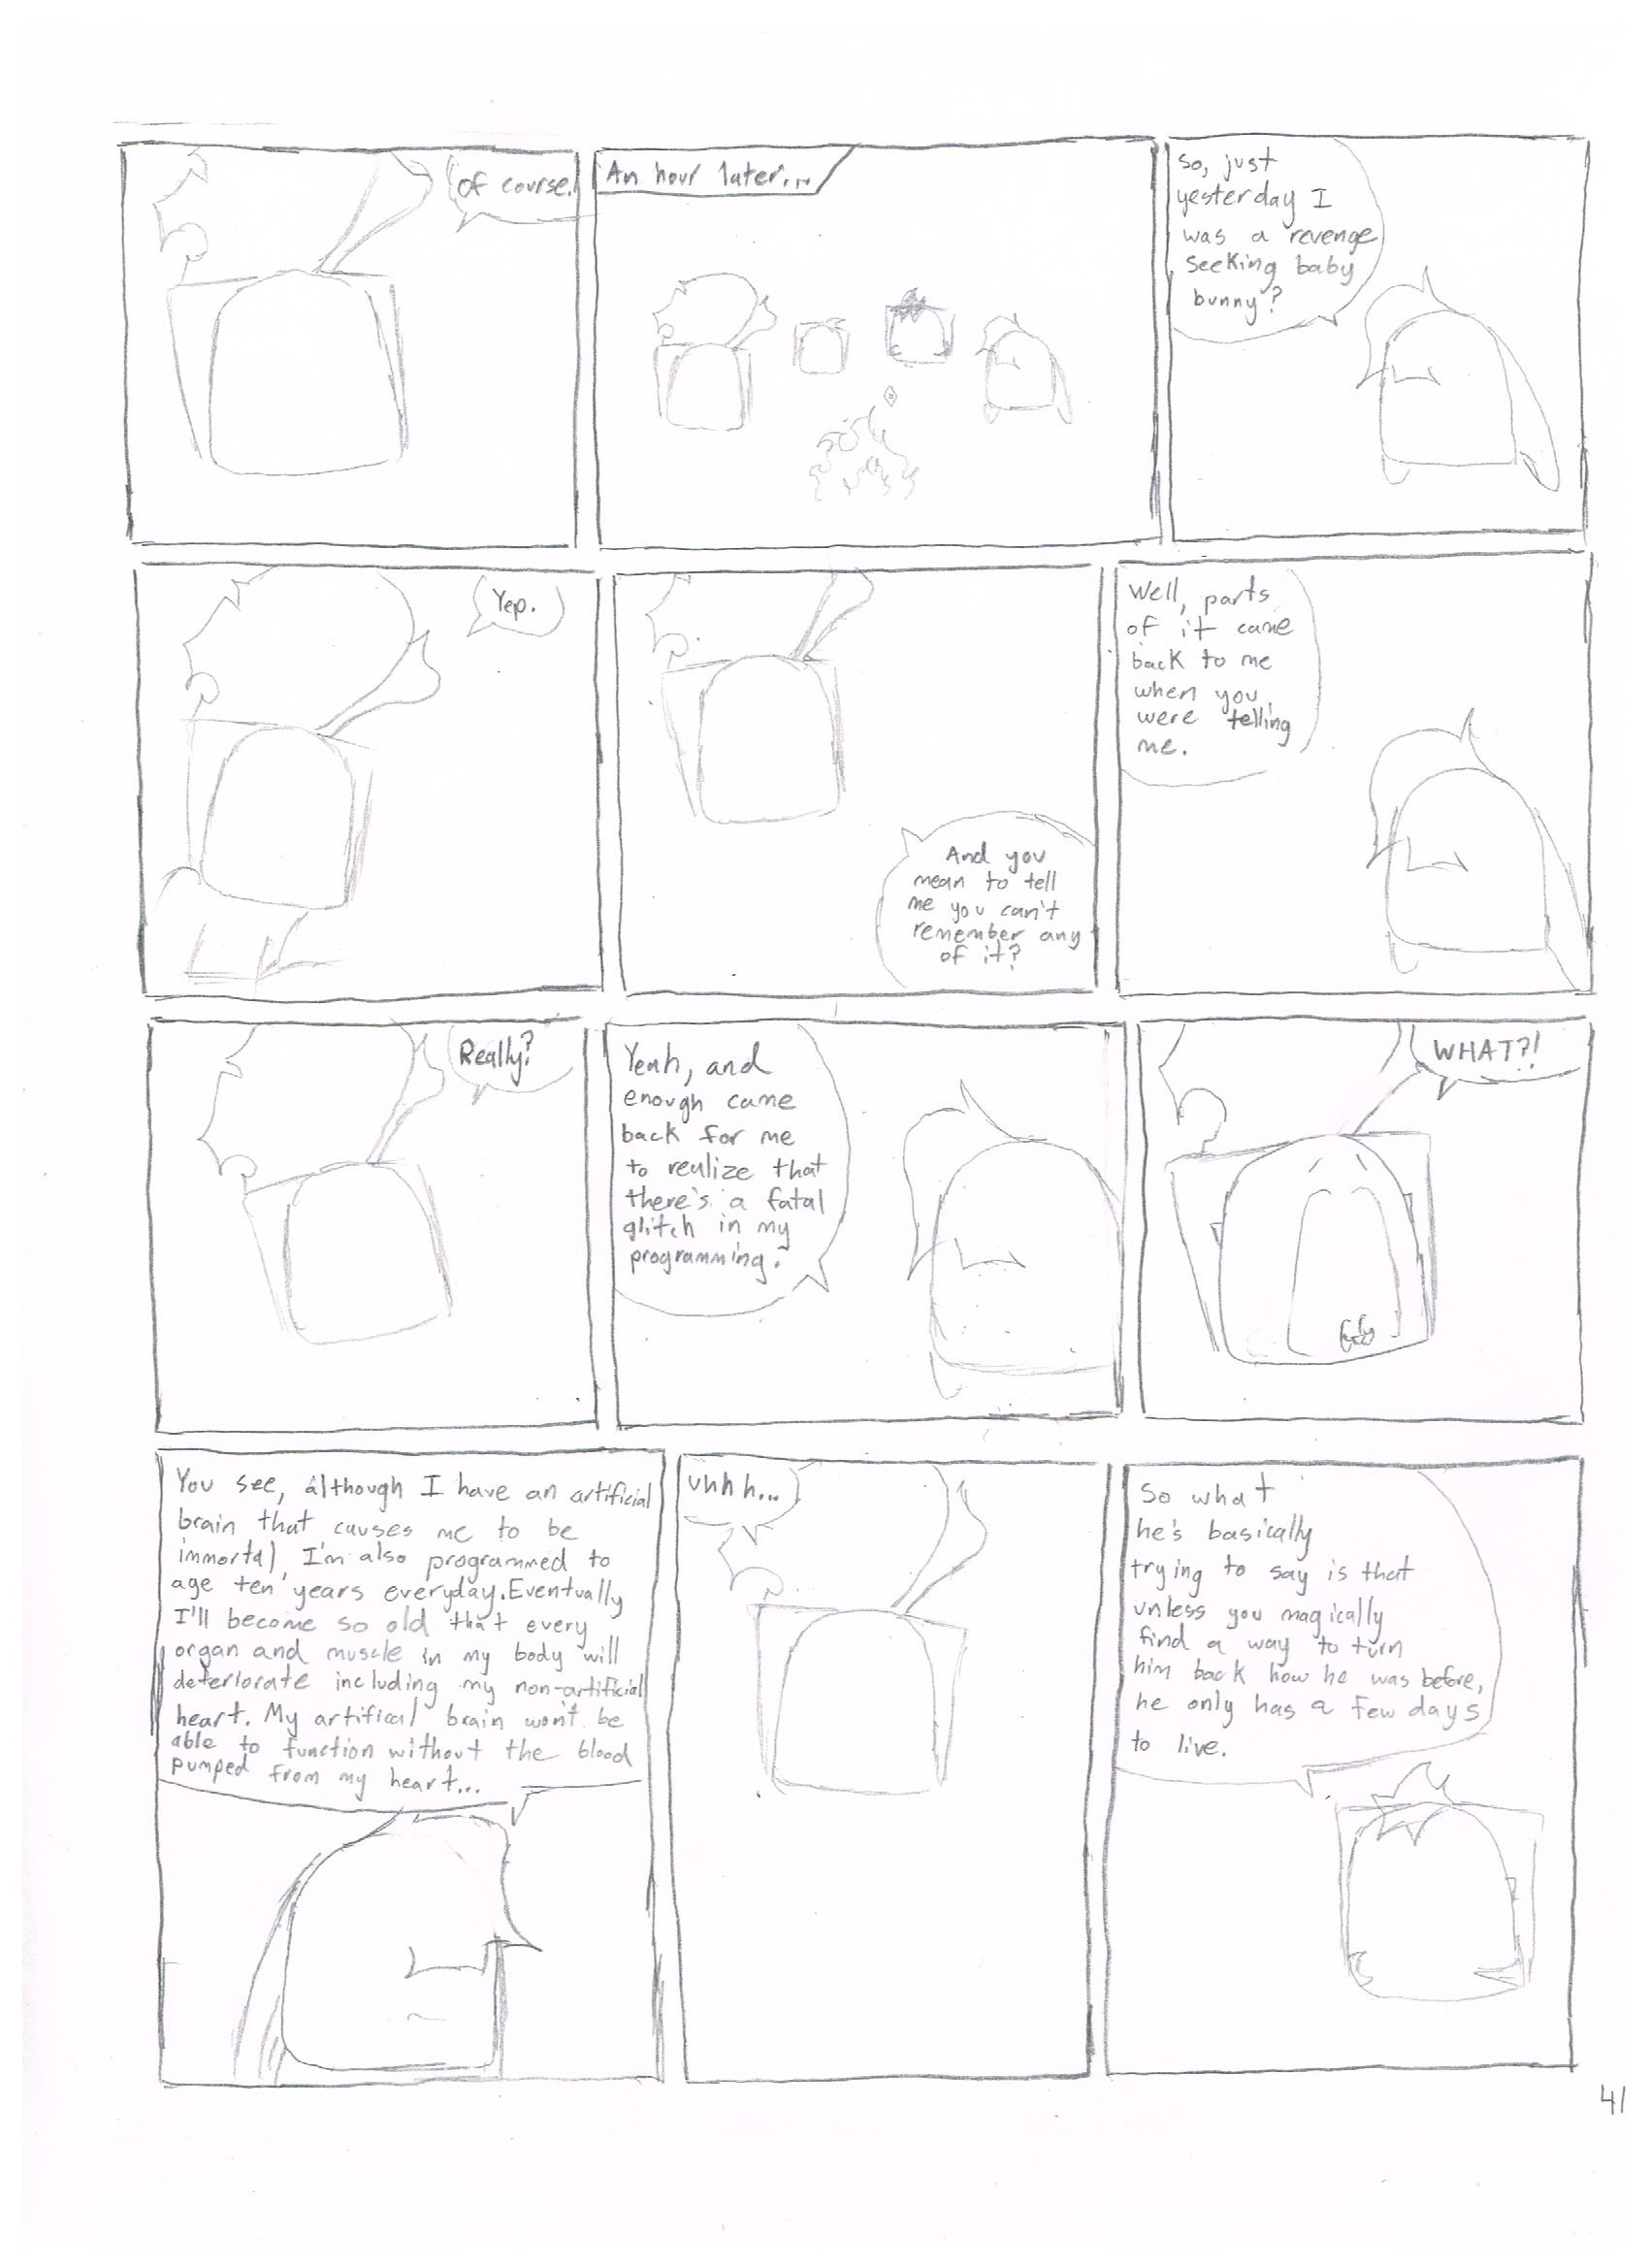 of course.
An hour later...
So, just
yesterday I
was a revenge
seeking baby
bunny?
Yep.
And you
mean to tell
me you can't
remember any
of it?
Well, parts
of it came
back to me
when you
were telling
me.
Really?
Yeah, and
enough came
back for me
to realize that
there's a fatal
glitch in my
programming.
WHAT?!
You see, although I have an artificial
brain that causes me to be
immortal, I'm also programmed to
age ten years everyday. Eventually
I'll become so old that every
organ and muscle in my body will
deteriorate including my non-artificial
heart. My artifical brain won't be
able to function without the blood
pumped from my heart...
uhhh...
So what
he's basically
trying to say is that
unless you magically
find a way to turn
him back how he was before,
he only has a few days
to live.
41